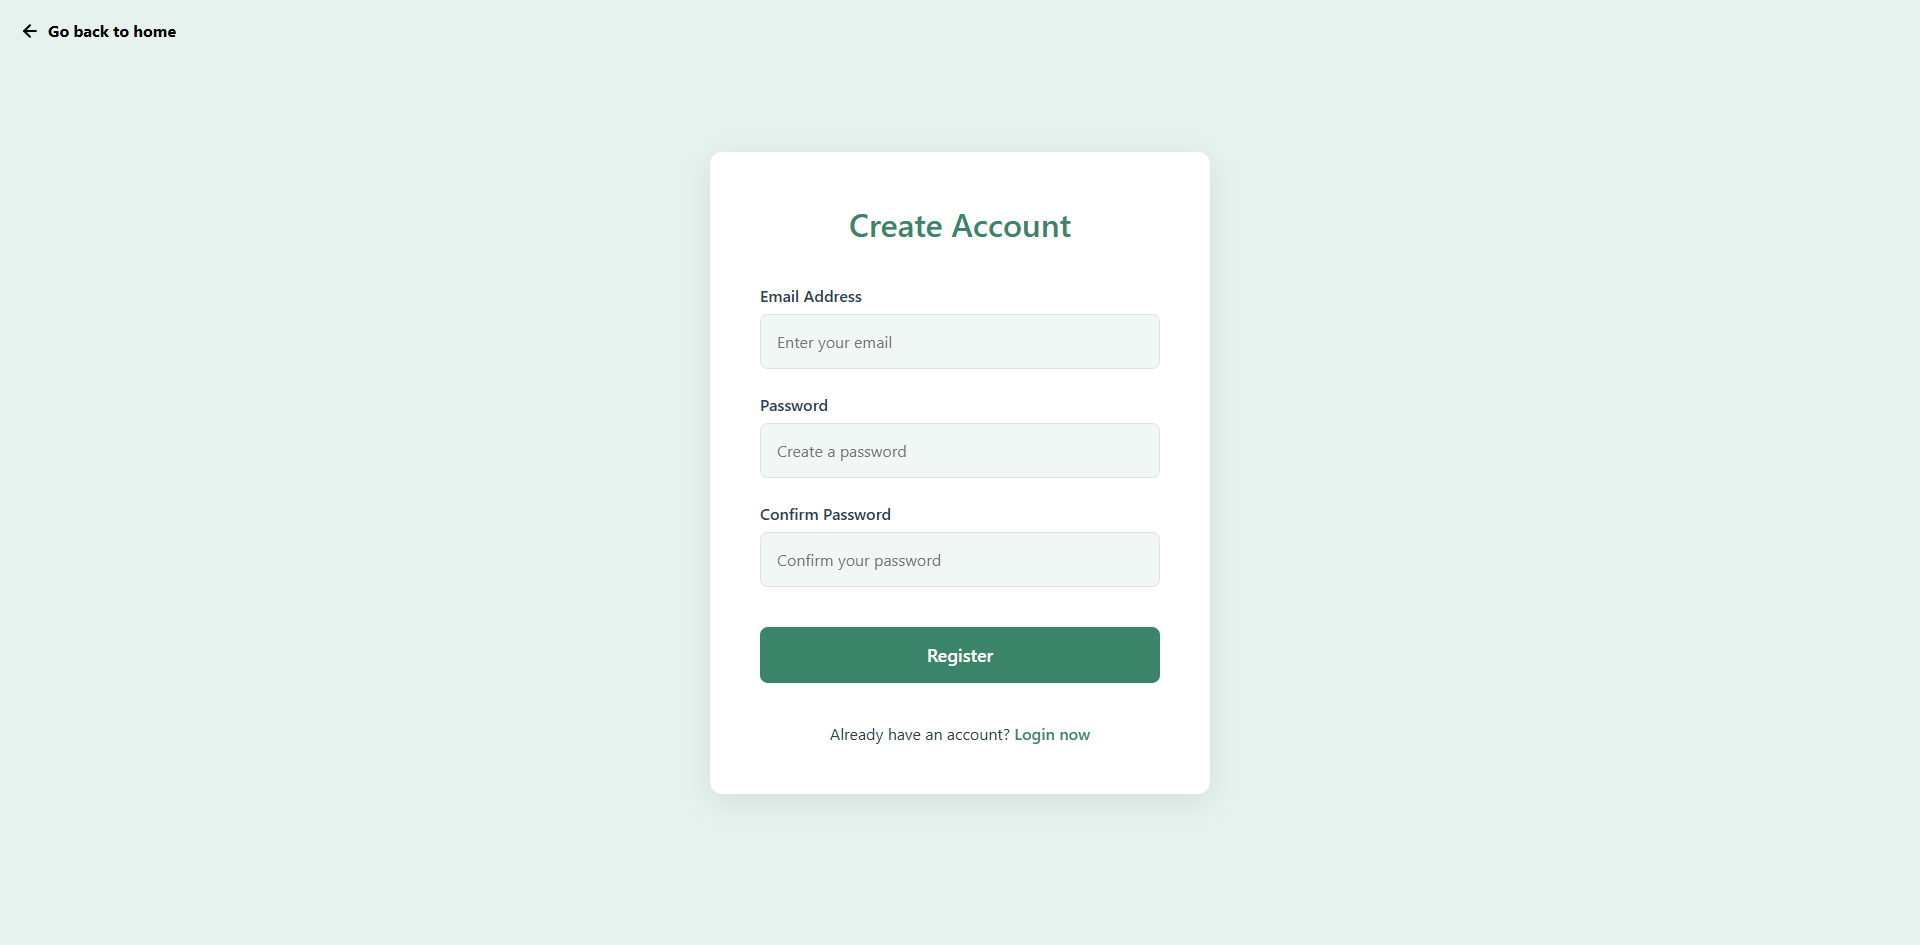 Go back to home
Create Account
Email Address
Enter your email
Password
Create a password
Confirm Password
Confirm your password
Register
Already have an account? Login now